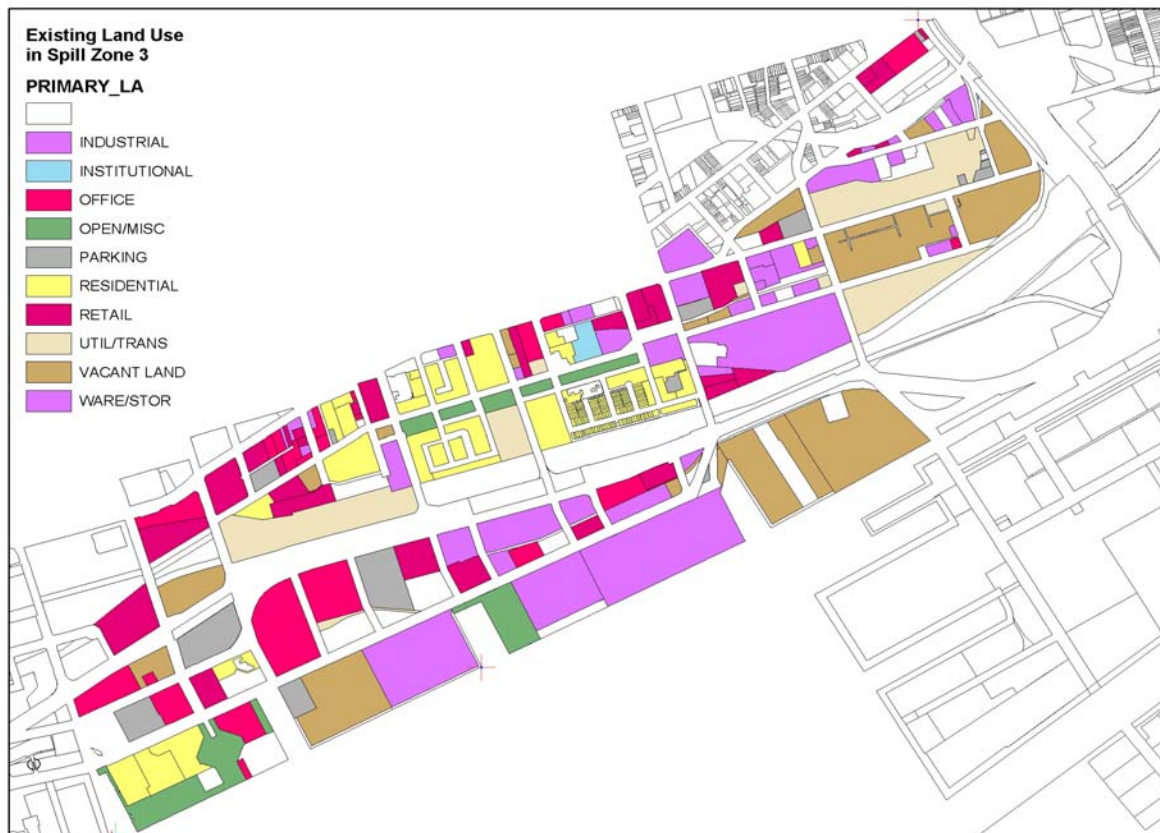 Existing Land Use
in Spill Zone 3
PRIMARY_LA
INDUSTRIAL
INSTITUTIONAL
OFFICE
OPEN/MISC
PARKING
RESIDENTIAL
RETAIL
UTIL/TRANS
VACANT LAND
WARE/STOR